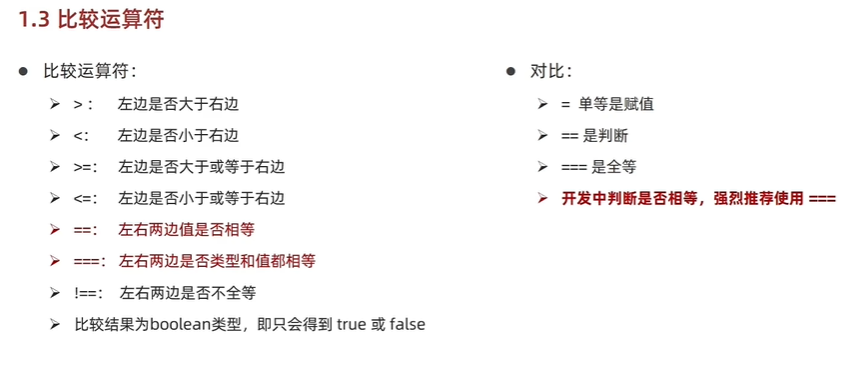 1.3 比较运算符
比较运算符：
> ： 左边是否大于右边
<： 左边是否小于右边
>=： 左边是否大于或等于右边
<=： 左边是否小于或等于右边
==： 左右两边值是否相等
===： 左右两边是否类型和值都相等
!==： 左右两边是否不全等
比较结果为boolean类型，即只会得到 true 或 false
对比：
= 单等是赋值
== 是判断
=== 是全等
开发中判断是否相等，强烈推荐使用 ===